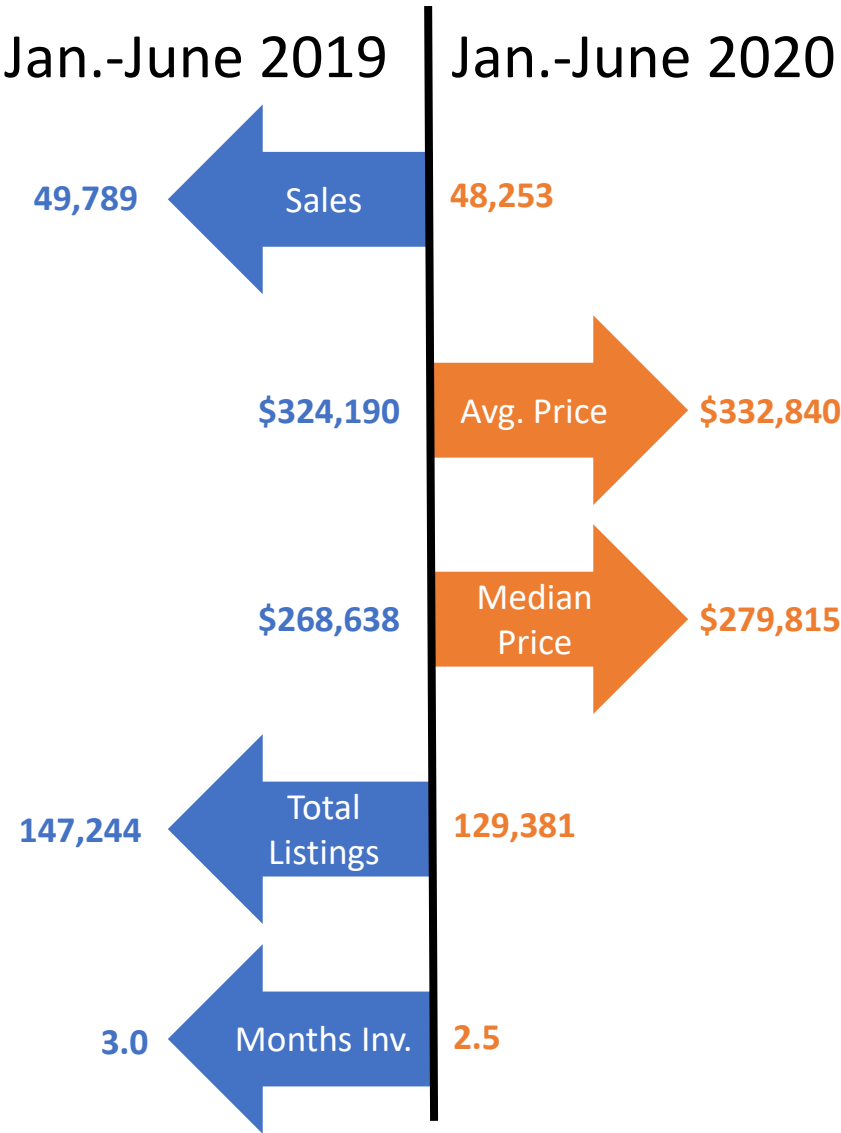 Jan.-June 2019
Jan.-June 2020
49,789
Sales
48,253
$324,190
Avg. Price
$332,840
$268,638
Median
Price
$279,815
147,244
Total
Listings
129,381
3.0
Months Inv.
2.5